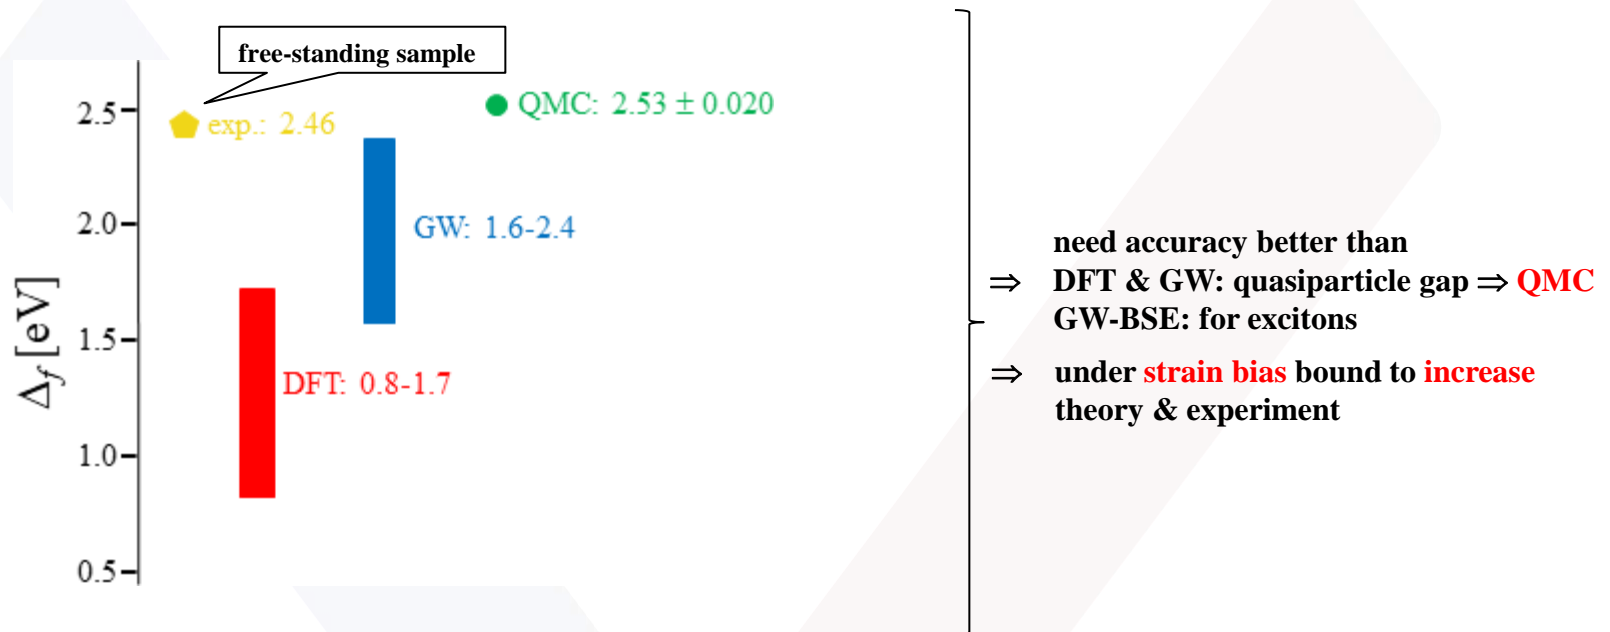 free-standing sample
2.5
exp.: 2.46
QMC: 2.53 ± 0.020
2.0
GW: 1.6-2.4
Δf [eV]
1.5
DFT: 0.8-1.7
1.0
0.5
need accuracy better than
⇒ DFT & GW: quasiparticle gap ⇒ QMC
GW-BSE: for excitons
⇒ under strain bias bound to increase
theory & experiment